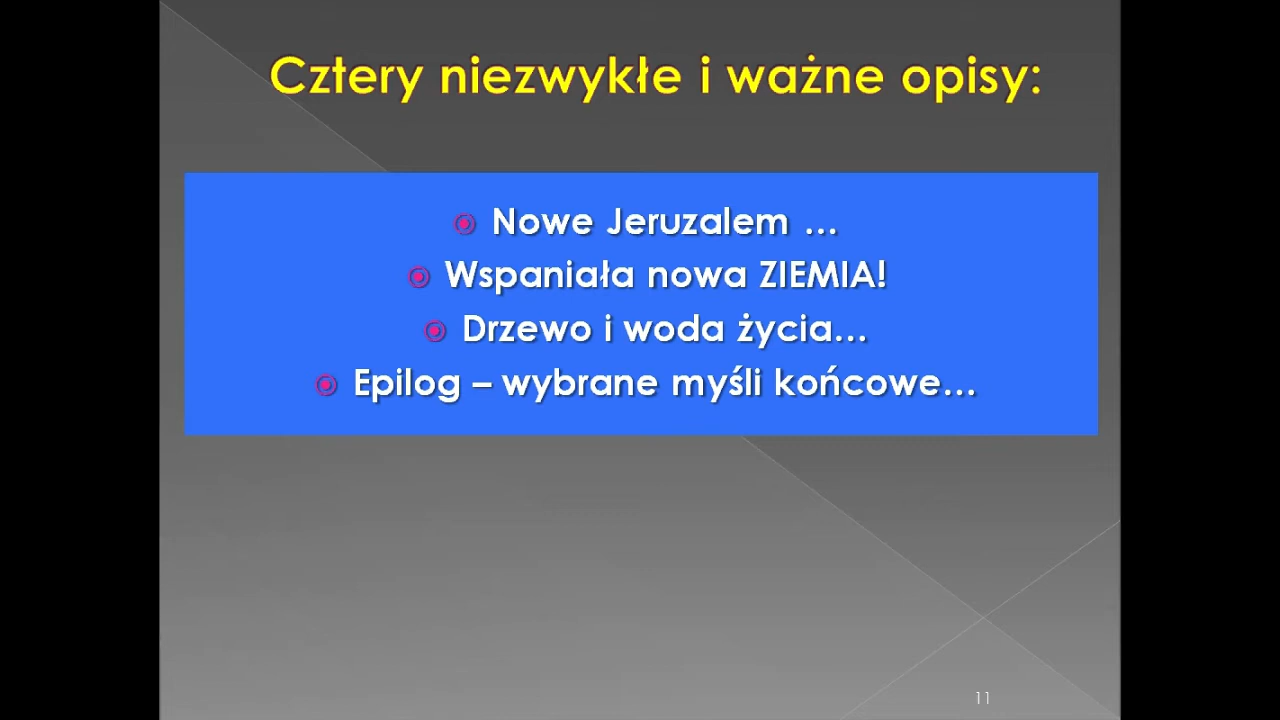 Cztery niezwykłe i ważne opisy:
Nowe Jeruzalem ...
Wspaniała nowa ZIEMIA!
Drzewo i woda życia...
Epilog – wybrane myśli końcowe...
11